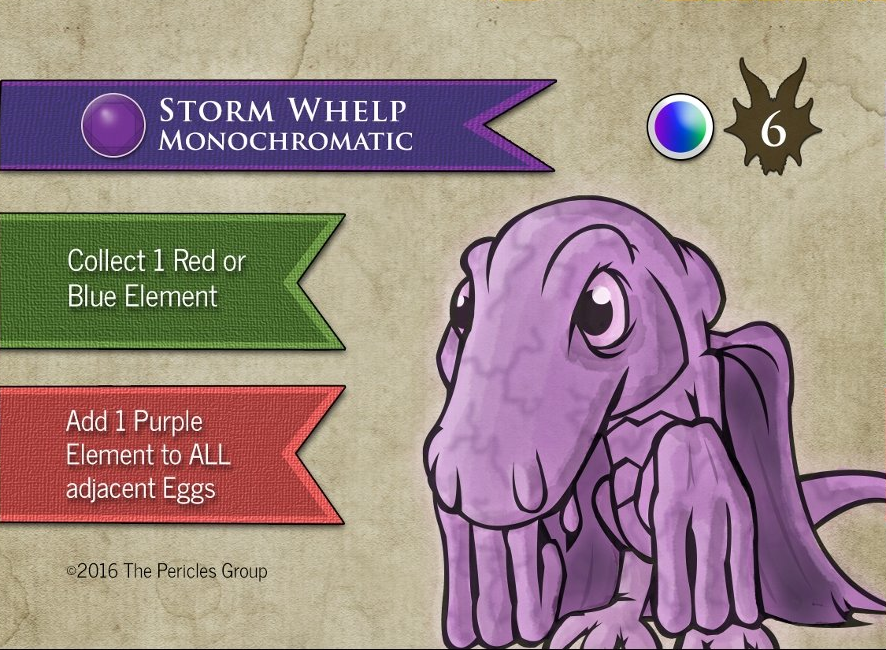 STORM WHELP
MONOCHROMATIC
6
Collect 1 Red or
Blue Element
Add 1 Purple
Element to ALL
adjacent Eggs
©2016 The Pericles Group